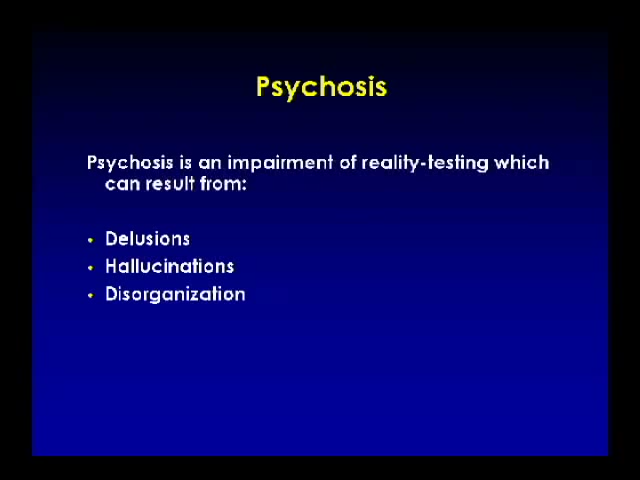 Psychosis
Psychosis is an impairment of reality-testing which
can result from:
• Delusions
• Hallucinations
• Disorganization